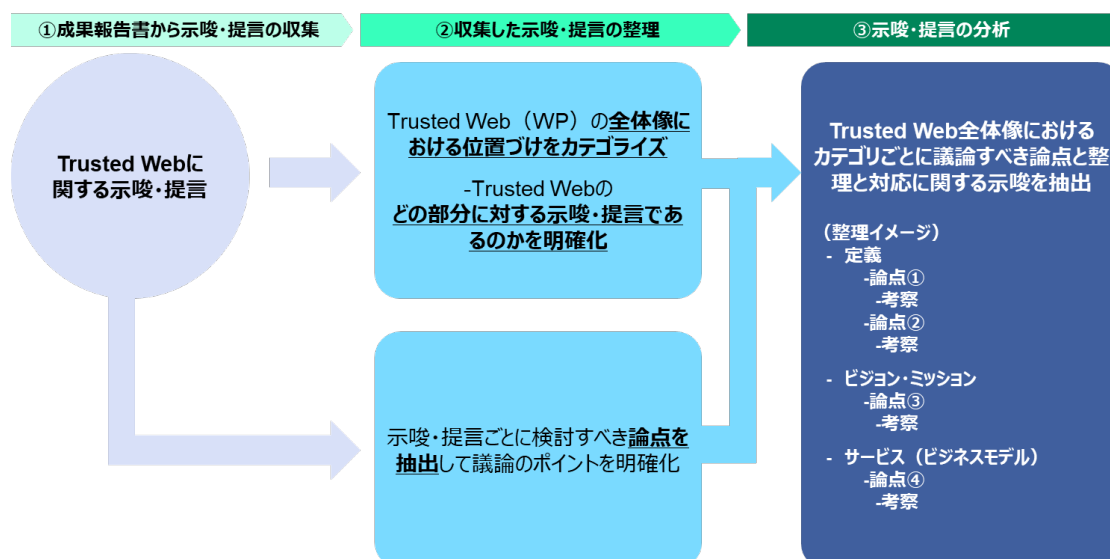 ①成果報告書から示唆・提言の収集
②収集した示唆・提言の整理
③示唆・提言の分析
Trusted Webに
関する示唆・提言
Trusted Web（WP）の全体像に
おける位置づけをカテゴライズ
-Trusted Webの
どの部分に対する示唆・提言であ
るのかを明確化
示唆・提言ごとに検討すべき論点を
抽出して議論のポイントを明確化
Trusted Web全体像における
カテゴリごとに議論すべき論点と整
理と対応に関する示唆を抽出
（整理イメージ）
- 定義
-論点①
-考察
-論点②
-考察
- ビジョン・ミッション
-論点③
-考察
- サービス（ビジネスモデル）
-論点④
-考察